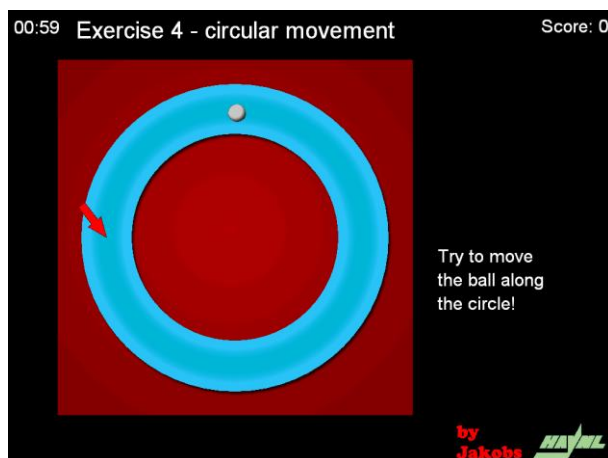 00:59 Exercise 4 - circular movement Score: 0
Try to move
the ball along
the circle!
by
Jakobs